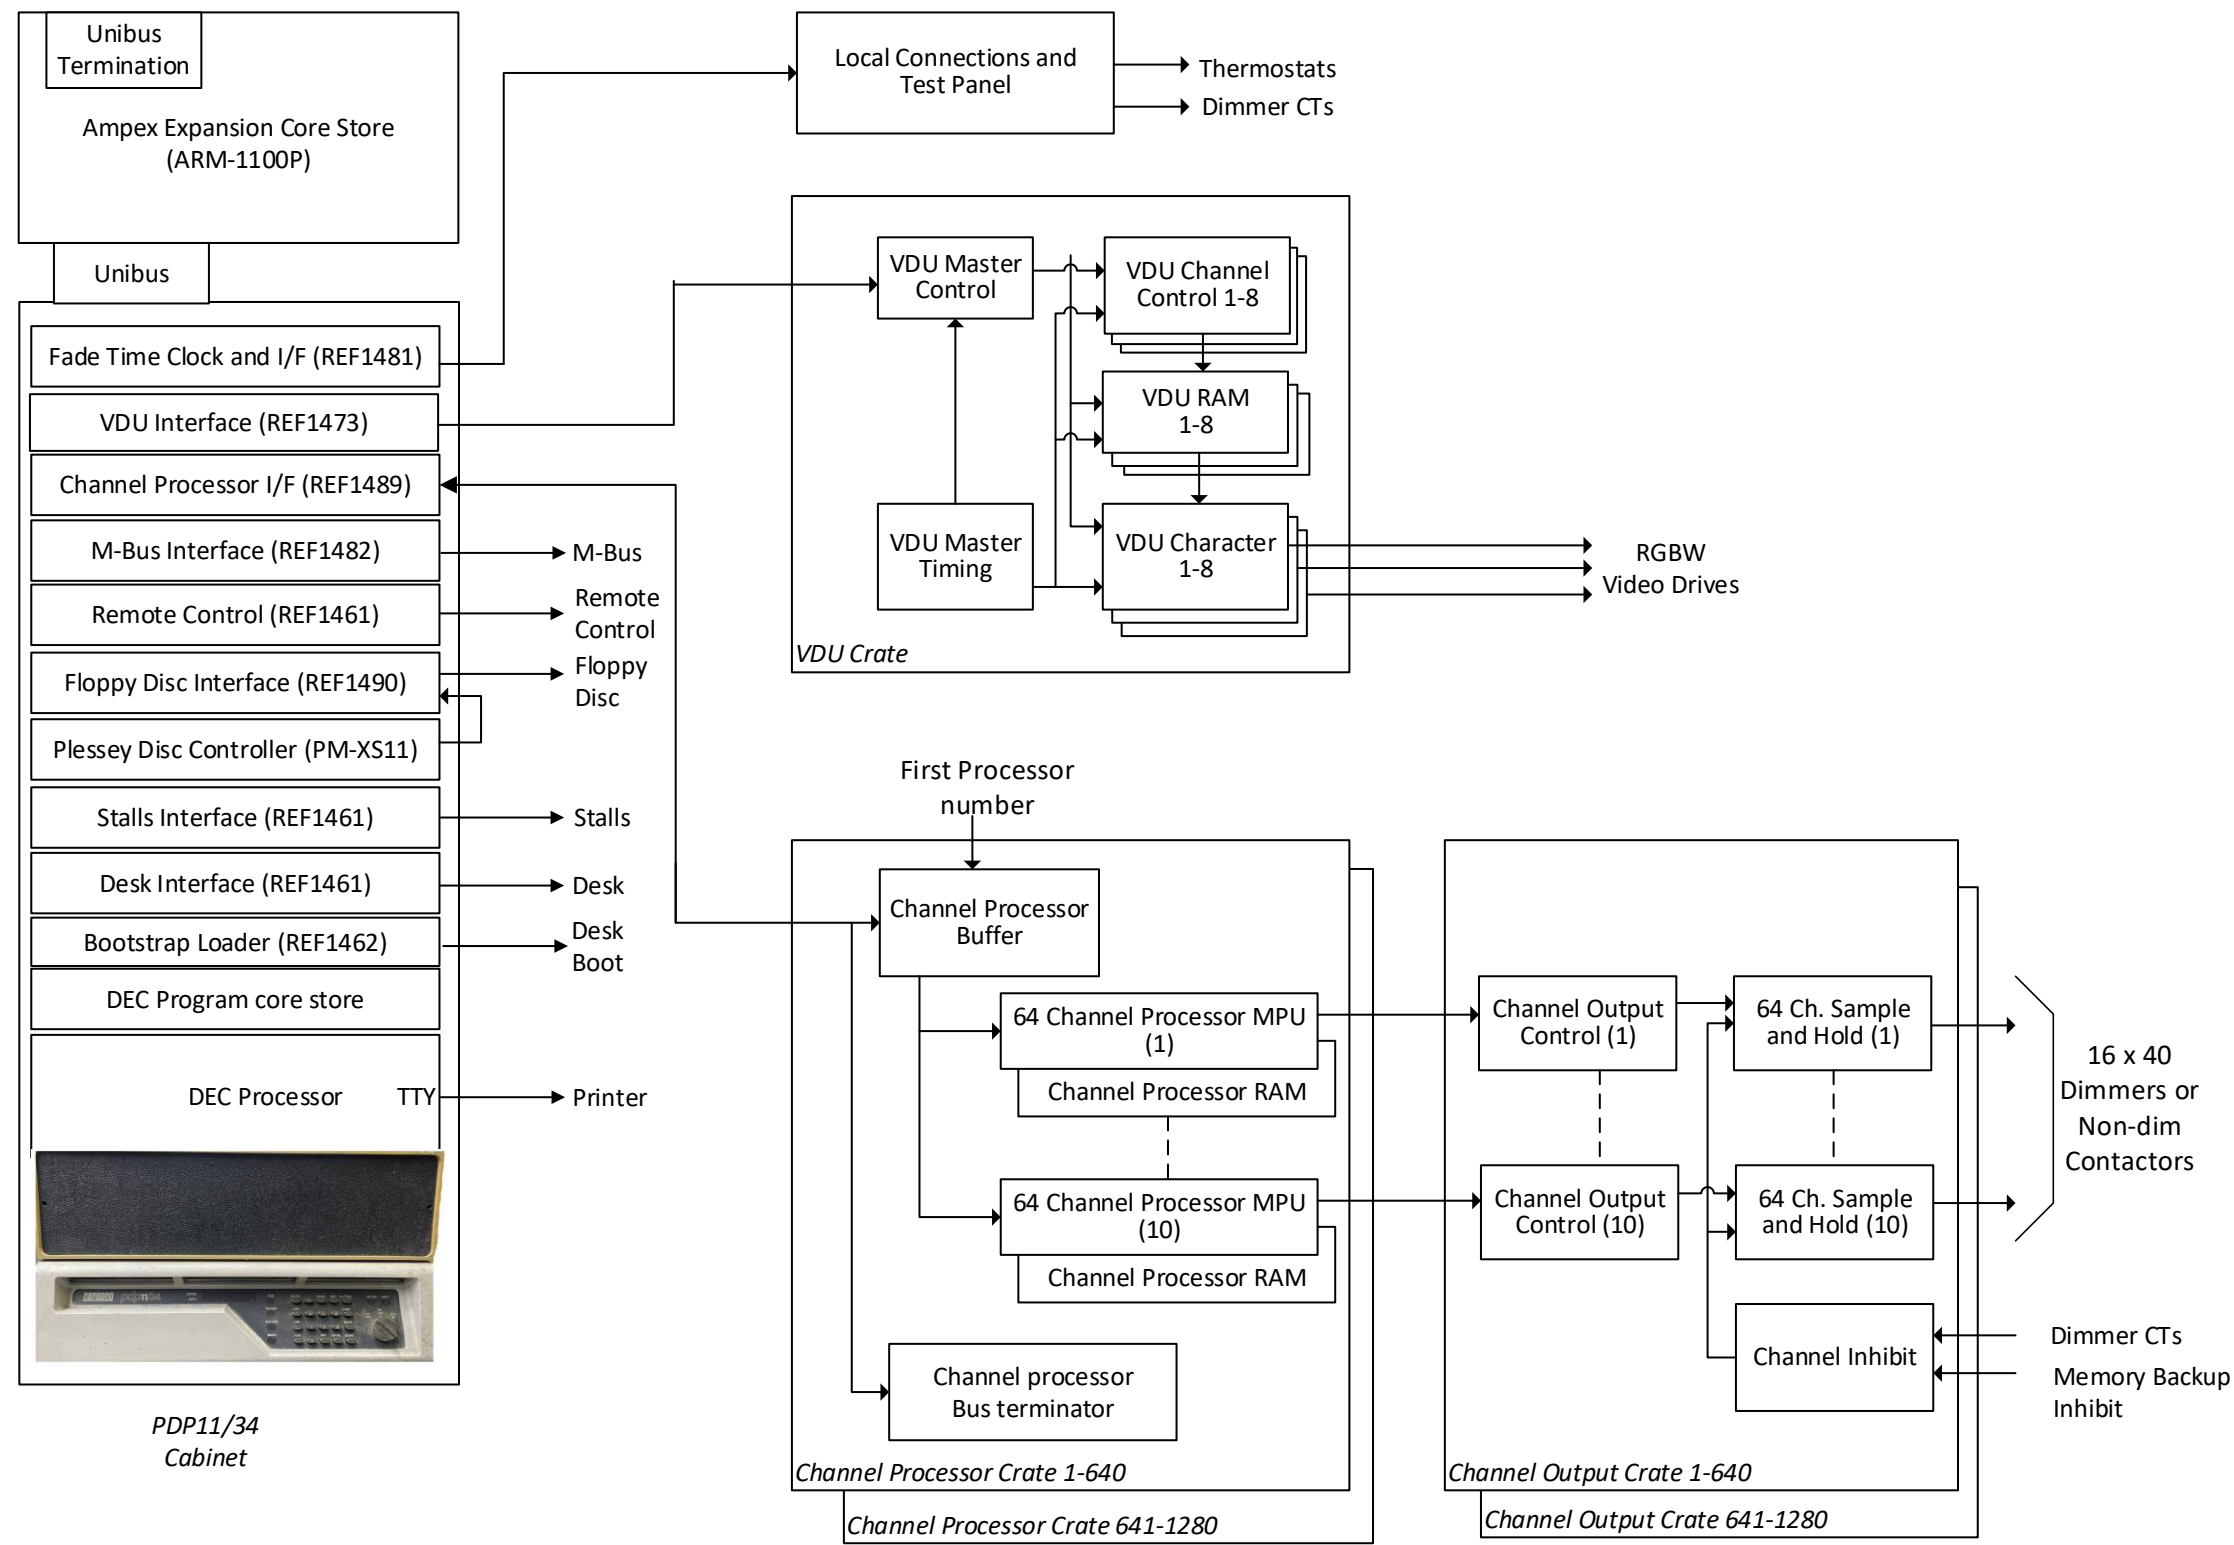 Unibus
Termination
Ampex Expansion Core Store
(ARM-1100P)
Unibus
Fade Time Clock and I/F (REF1481)
VDU Interface (REF1473)
Channel Processor I/F (REF1489)
M-Bus Interface (REF1482)
M-Bus
Remote Control (REF1461)
Remote
Control
Floppy Disc Interface (REF1490)
Floppy
Disc
Plessey Disc Controller (PM-XS11)
Stalls Interface (REF1461)
Stalls
Desk Interface (REF1461)
Desk
Bootstrap Loader (REF1462)
Desk
Boot
DEC Program core store
DEC Processor
TTY
Printer
pdp11/34
PDP11/34
Cabinet
Local Connections and
Test Panel
Thermostats
Dimmer CTs
VDU Master
Control
VDU Channel
Control 1-8
VDU RAM
1-8
VDU Master
Timing
VDU Character
1-8
RGBW
Video Drives
VDU Crate
First Processor
number
Channel Processor
Buffer
64 Channel Processor MPU
(1)
Channel Processor RAM
64 Channel Processor MPU
(10)
Channel Processor RAM
Channel processor
Bus terminator
Channel Processor Crate 1-640
Channel Processor Crate 641-1280
Channel Output
Control (1)
64 Ch. Sample
and Hold (1)
Channel Output
Control (10)
64 Ch. Sample
and Hold (10)
Channel Inhibit
16 x 40
Dimmers or
Non-dim
Contactors
Dimmer CTs
Memory Backup
Inhibit
Channel Output Crate 1-640
Channel Output Crate 641-1280